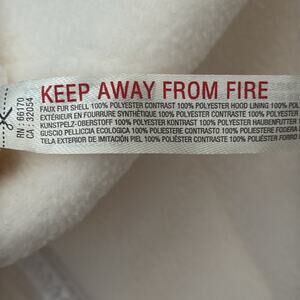 RN : 66170
CA : 32054
KEEP AWAY FROM FIRE
FAUX FUR SHELL 100% POLYESTER CONTRAST 100% POLYESTER HOOD LINING 100% POL
EXTÉRIEUR EN FOURRURE SYNTHÉTIQUE 100% POLYESTER CONTRASTE 100% POLYESTER
KUNSTPELZ-OBERSTOFF 100% POLYESTER KONTRAST 100% POLYESTER HAUBENFUTTER
GUSCIO PELLICCIA ECOLOGICA 100% POLIESTERE CONTRASTO 100% POLIESTERE FODERA
TELA EXTERIOR DE IMITACIÓN PIEL 100% POLIÉSTER CONTRASTE 100% POLIÉSTER FORRO